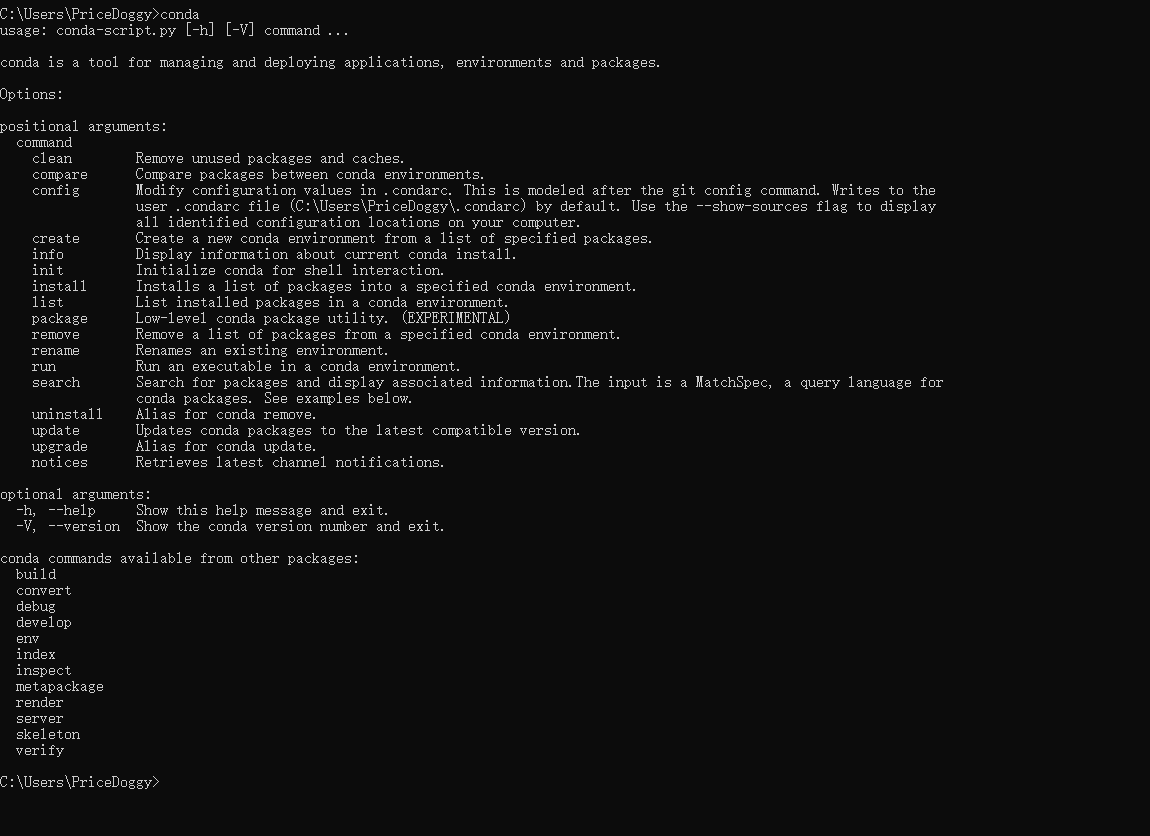 C:\Users\PriceDoggy>conda
usage: conda-script.py [-h] [-V] command ...
conda is a tool for managing and deploying applications, environments and packages.
Options:
positional arguments:
command
clean Remove unused packages and caches.
compare Compare packages between conda environments.
config Modify configuration values in .condarc. This is modeled after the git config command. Writes to the
user .condarc file (C:\Users\PriceDoggy\.condarc) by default. Use the --show-sources flag to display
all identified configuration locations on your computer.
create Create a new conda environment from a list of specified packages.
info Display information about current conda install.
init Initialize conda for shell interaction.
install Installs a list of packages into a specified conda environment.
list List installed packages in a conda environment.
package Low-level conda package utility. (EXPERIMENTAL)
remove Remove a list of packages from a specified conda environment.
rename Renames an existing environment.
run Run an executable in a conda environment.
search Search for packages and display associated information.The input is a MatchSpec, a query language for
conda packages. See examples below.
uninstall Alias for conda remove.
update Updates conda packages to the latest compatible version.
upgrade Alias for conda update.
notices Retrieves latest channel notifications.
optional arguments:
-h, --help Show this help message and exit.
-V, --version Show the conda version number and exit.
conda commands available from other packages:
build
convert
debug
develop
env
index
inspect
metapackage
render
server
skeleton
verify
C:\Users\PriceDoggy>